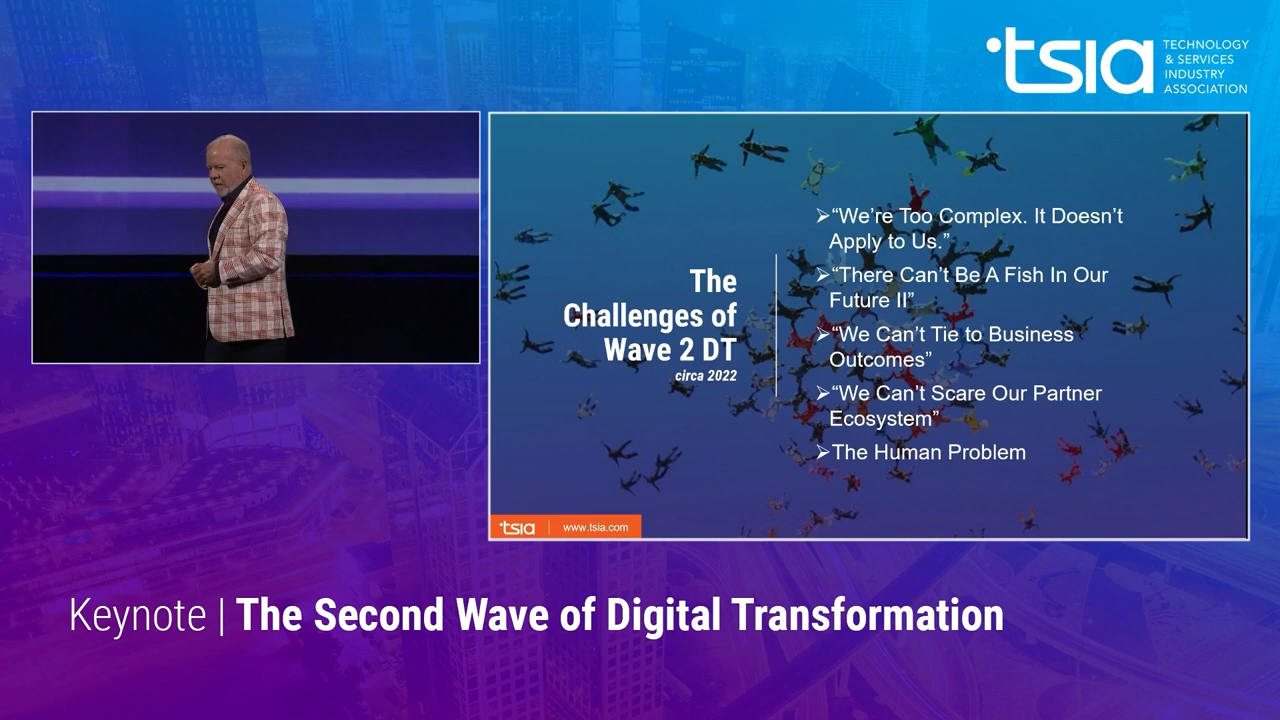 tsia
TECHNOLOGY
& SERVICES
INDUSTRY
ASSOCIATION
The
Challenges of
Wave 2 DT
circa 2022
➢“We’re Too Complex. It Doesn’t
Apply to Us.”
➢“There Can’t Be A Fish In Our
Future II”
➢“We Can’t Tie to Business
Outcomes”
➢“We Can’t Scare Our Partner
Ecosystem”
➢The Human Problem
tsia | www.tsia.com
Keynote | The Second Wave of Digital Transformation